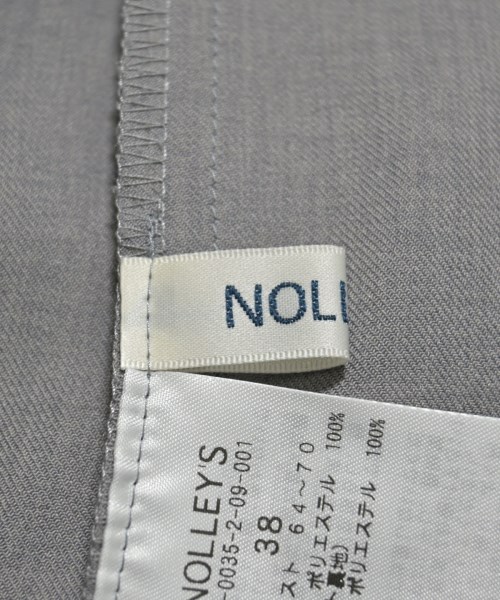 NOLL
NOLLEY'S
-0035-2-09-001
38
スト 64～70
ポリエステル 100%
裏地)
ポリエステル 100%